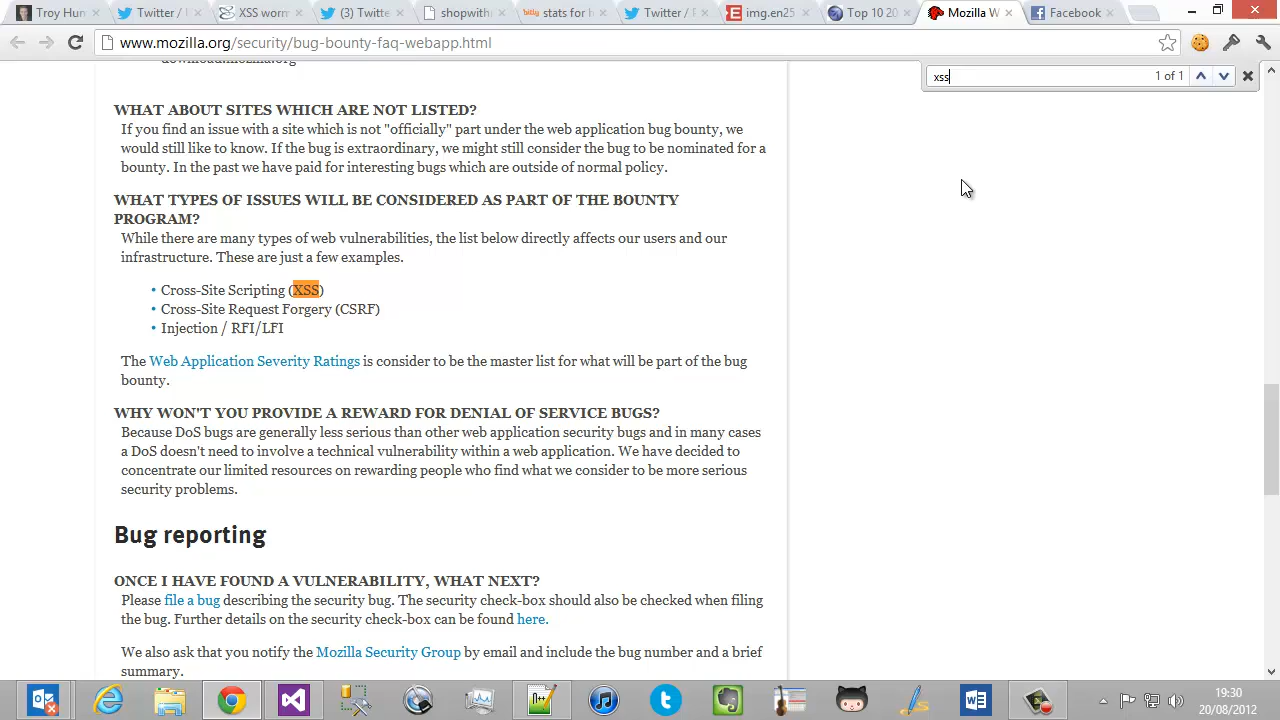 Troy Hun
Twitter / 
XSS worm
(3) Twitte
shopwith
bitly stats for t
Twitter /
img.en25
Top 10 20
Mozilla W
Facebook
www.mozilla.org/security/bug-bounty-faq-webapp.html
xss
1 of 1
download.mozilla.org
WHAT ABOUT SITES WHICH ARE NOT LISTED?
If you find an issue with a site which is not "officially" part under the web application bug bounty, we
would still like to know. If the bug is extraordinary, we might still consider the bug to be nominated for a
bounty. In the past we have paid for interesting bugs which are outside of normal policy.
WHAT TYPES OF ISSUES WILL BE CONSIDERED AS PART OF THE BOUNTY
PROGRAM?
While there are many types of web vulnerabilities, the list below directly affects our users and our
infrastructure. These are just a few examples.
• Cross-Site Scripting (XSS)
• Cross-Site Request Forgery (CSRF)
• Injection / RFI/LFI
The Web Application Severity Ratings is consider to be the master list for what will be part of the bug
bounty.
WHY WON'T YOU PROVIDE A REWARD FOR DENIAL OF SERVICE BUGS?
Because DoS bugs are generally less serious than other web application security bugs and in many cases
a DoS doesn't need to involve a technical vulnerability within a web application. We have decided to
concentrate our limited resources on rewarding people who find what we consider to be more serious
security problems.
Bug reporting
ONCE I HAVE FOUND A VULNERABILITY, WHAT NEXT?
Please file a bug describing the security bug. The security check-box should also be checked when filing
the bug. Further details on the security check-box can be found here.
We also ask that you notify the Mozilla Security Group by email and include the bug number and a brief
summary.
19:30
20/08/2012